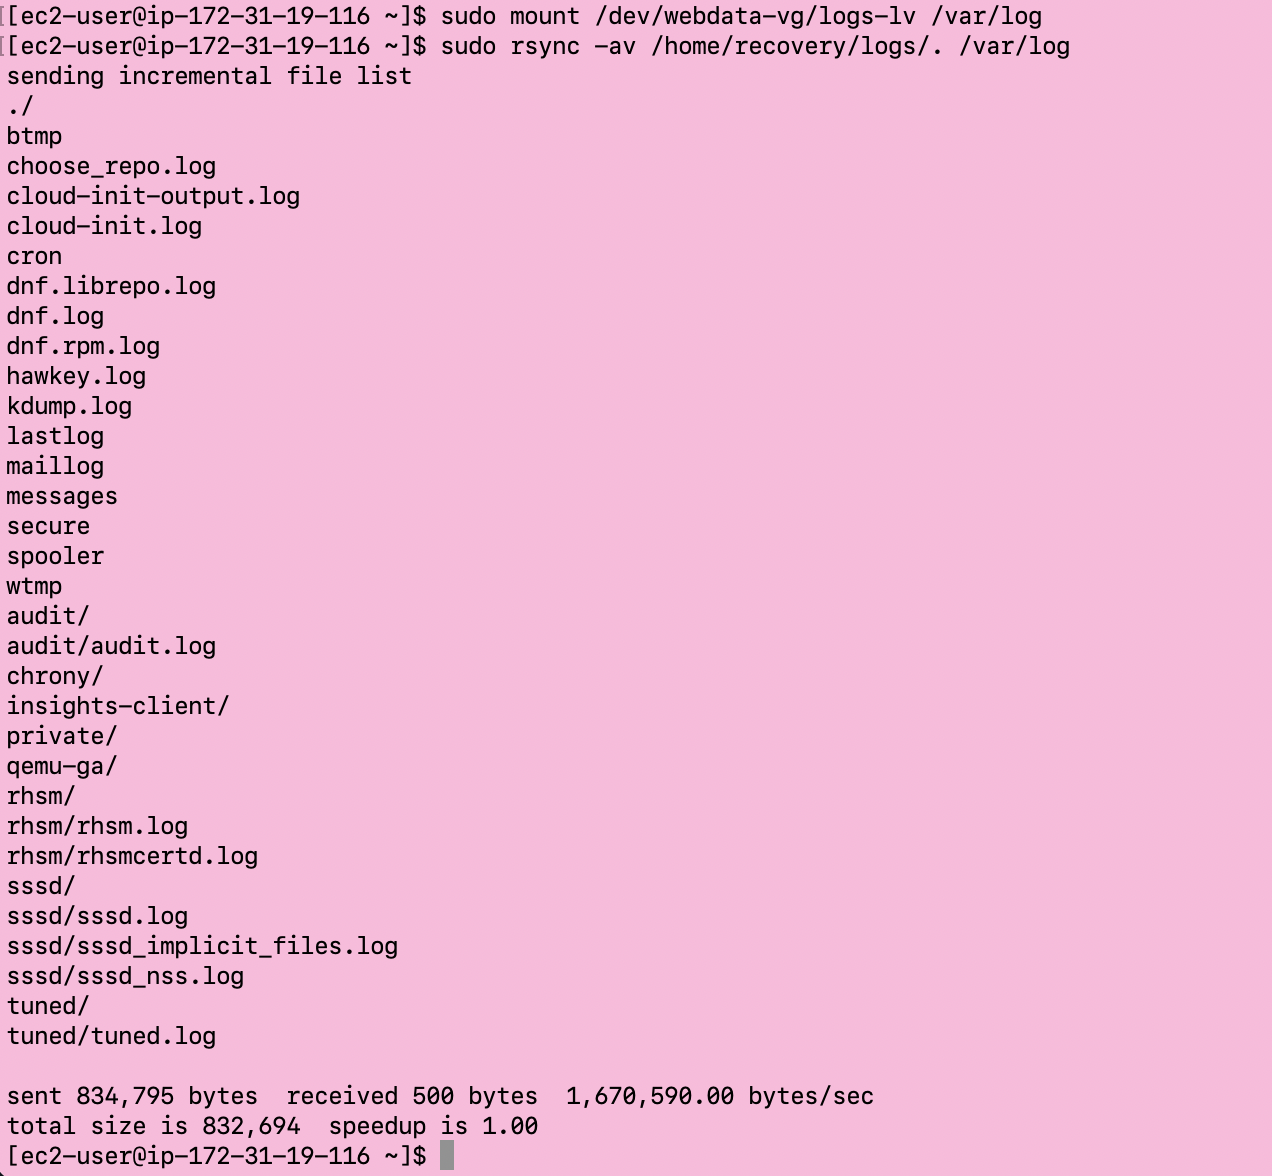 [[ec2-user@ip-172-31-19-116 ~]$ sudo mount /dev/webdata-vg/logs-lv /var/log
[[ec2-user@ip-172-31-19-116 ~]$ sudo rsync -av /home/recovery/logs/. /var/log
sending incremental file list
./
btmp
choose_repo.log
cloud-init-output.log
cloud-init.log
cron
dnf.librepo.log
dnf.log
dnf.rpm.log
hawkey.log
kdump.log
lastlog
maillog
messages
secure
spooler
wtmp
audit/
audit/audit.log
chrony/
insights-client/
private/
qemu-ga/
rhsm/
rhsm/rhsm.log
rhsm/rhsmcertd.log
sssd/
sssd/sssd.log
sssd/sssd_implicit_files.log
sssd/sssd_nss.log
tuned/
tuned/tuned.log
sent 834,795 bytes  received 500 bytes  1,670,590.00 bytes/sec
total size is 832,694  speedup is 1.00
[ec2-user@ip-172-31-19-116 ~]$